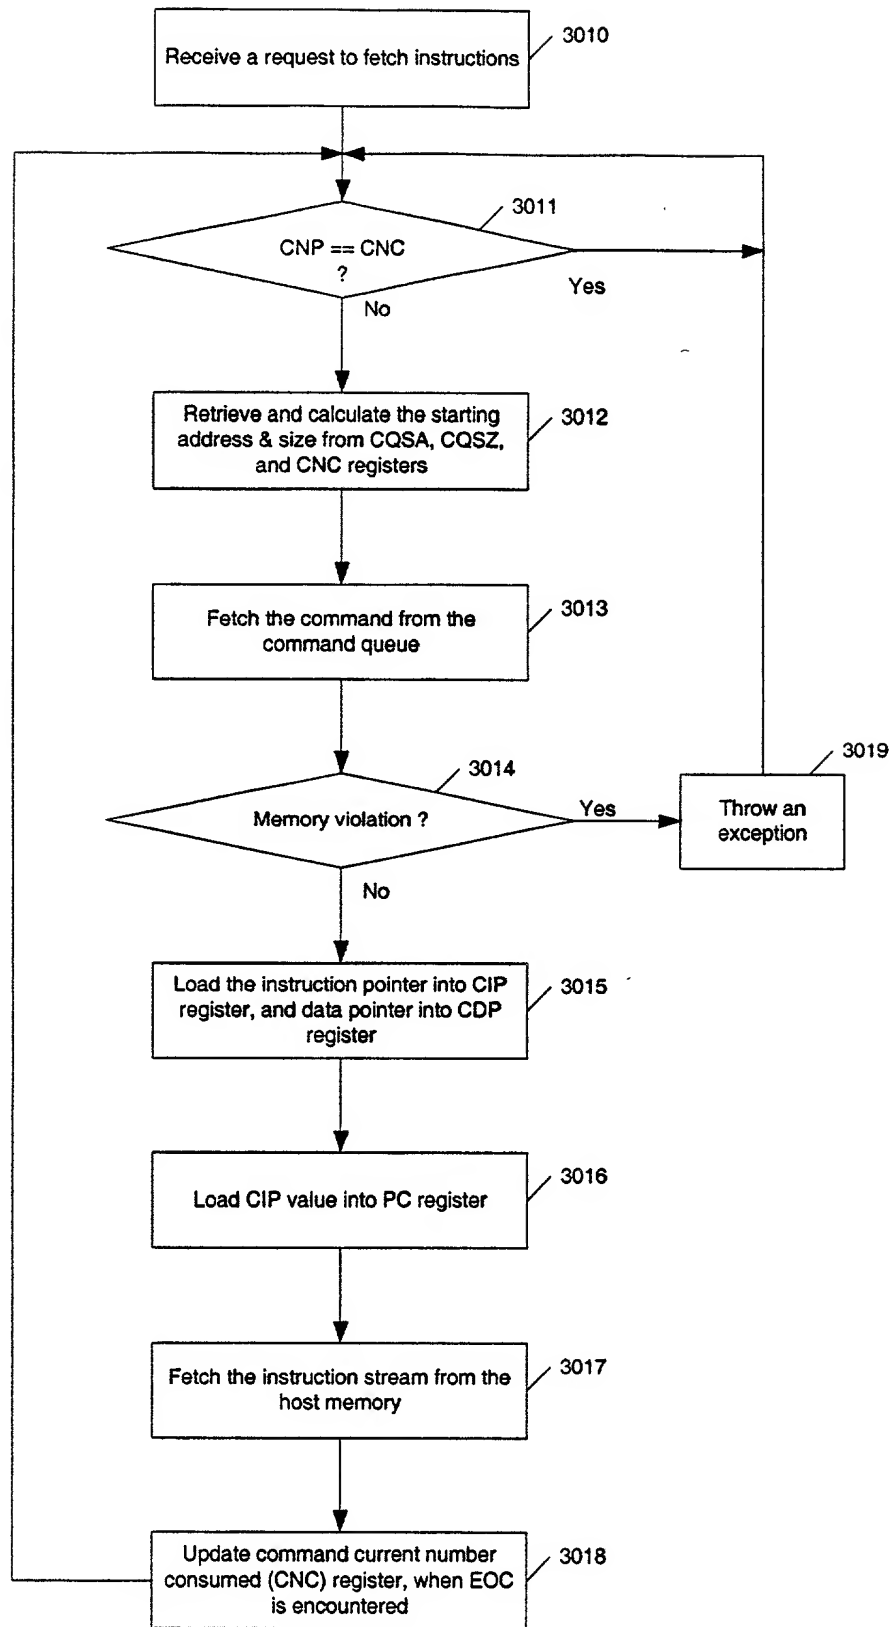 Receive a request to fetch instructions
3010
3011
CNP == CNC
?
Yes
No
Retrieve and calculate the starting
address & size from CQSA, CQSZ,
and CNC registers
3012
Fetch the command from the
command queue
3013
3014
Memory violation ?
Yes
No
3019
Throw an
exception
Load the instruction pointer into CIP
register, and data pointer into CDP
register
3015
Load CIP value into PC register
3016
Fetch the instruction stream from the
host memory
3017
Update command current number
consumed (CNC) register, when EOC
is encountered
3018